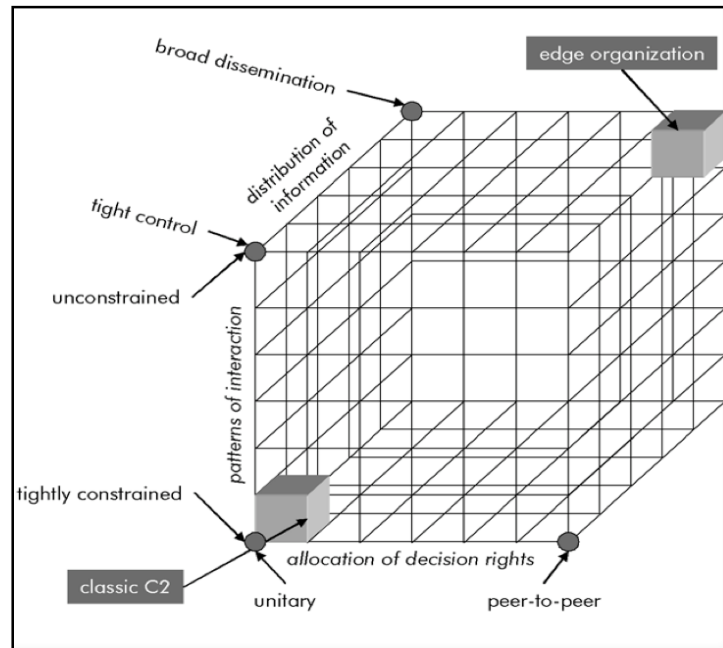 edge organization
broad dissemination
distribution of
information
tight control
unconstrained
patterns of interaction
tightly constrained
allocation of decision rights
classic C2
unitary
peer-to-peer